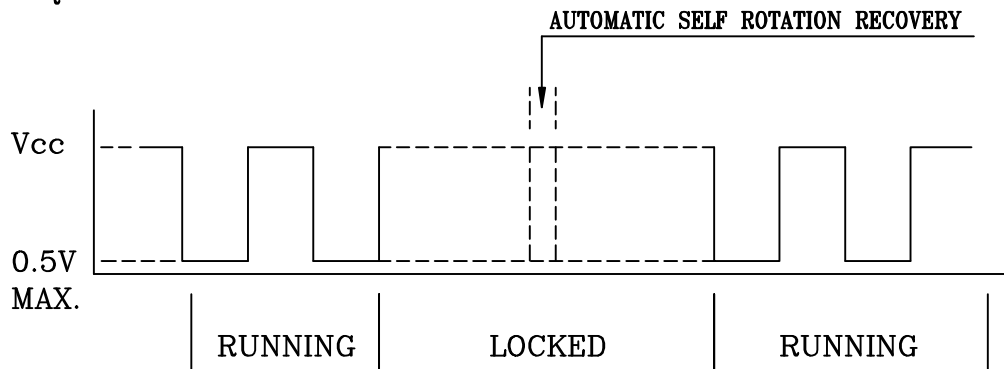 AUTOMATIC SELF ROTATION RECOVERY
Vcc
0.5V
MAX.
RUNNING
LOCKED
RUNNING